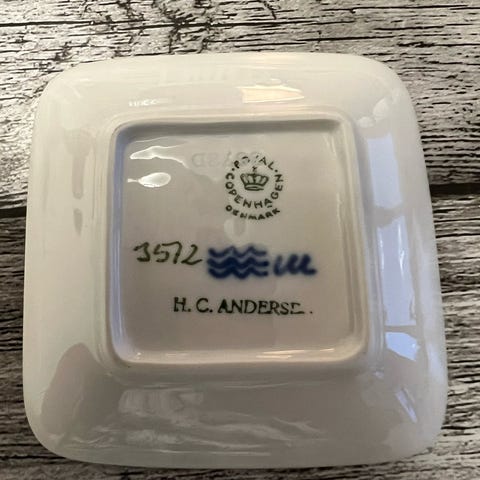 ROYAL
COPENHAGEN
DENMARK
3572
H. C. ANDERSE